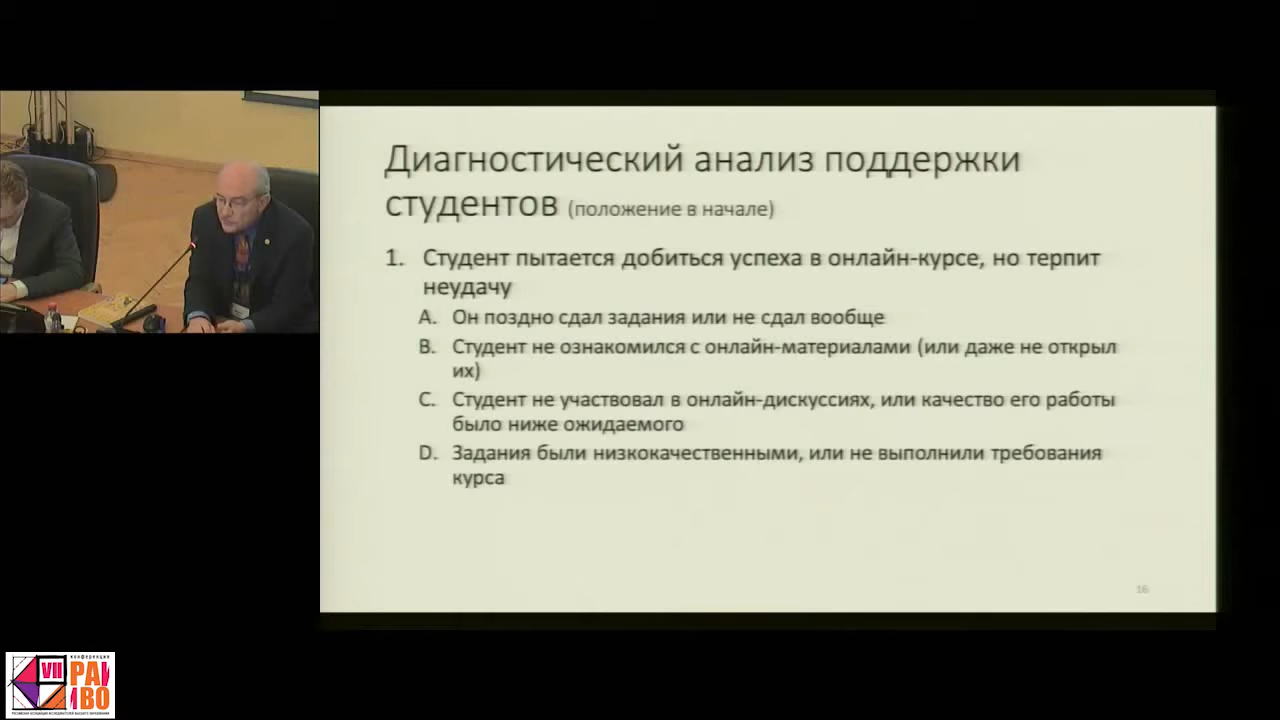 Диагностический анализ поддержки
студентов (положение в начале)
1. Студент пытается добиться успеха в онлайн-курсе, но терпит
неудачу
A. Он поздно сдал задания или не сдал вообще
B. Студент не ознакомился с онлайн-материалами (или даже не открыл
их)
C. Студент не участвовал в онлайн-дискуссиях, или качество его работы
было ниже ожидаемого
D. Задания были низкокачественными, или не выполнили требования
курса
16
конференция
VII
РАИ
ВО